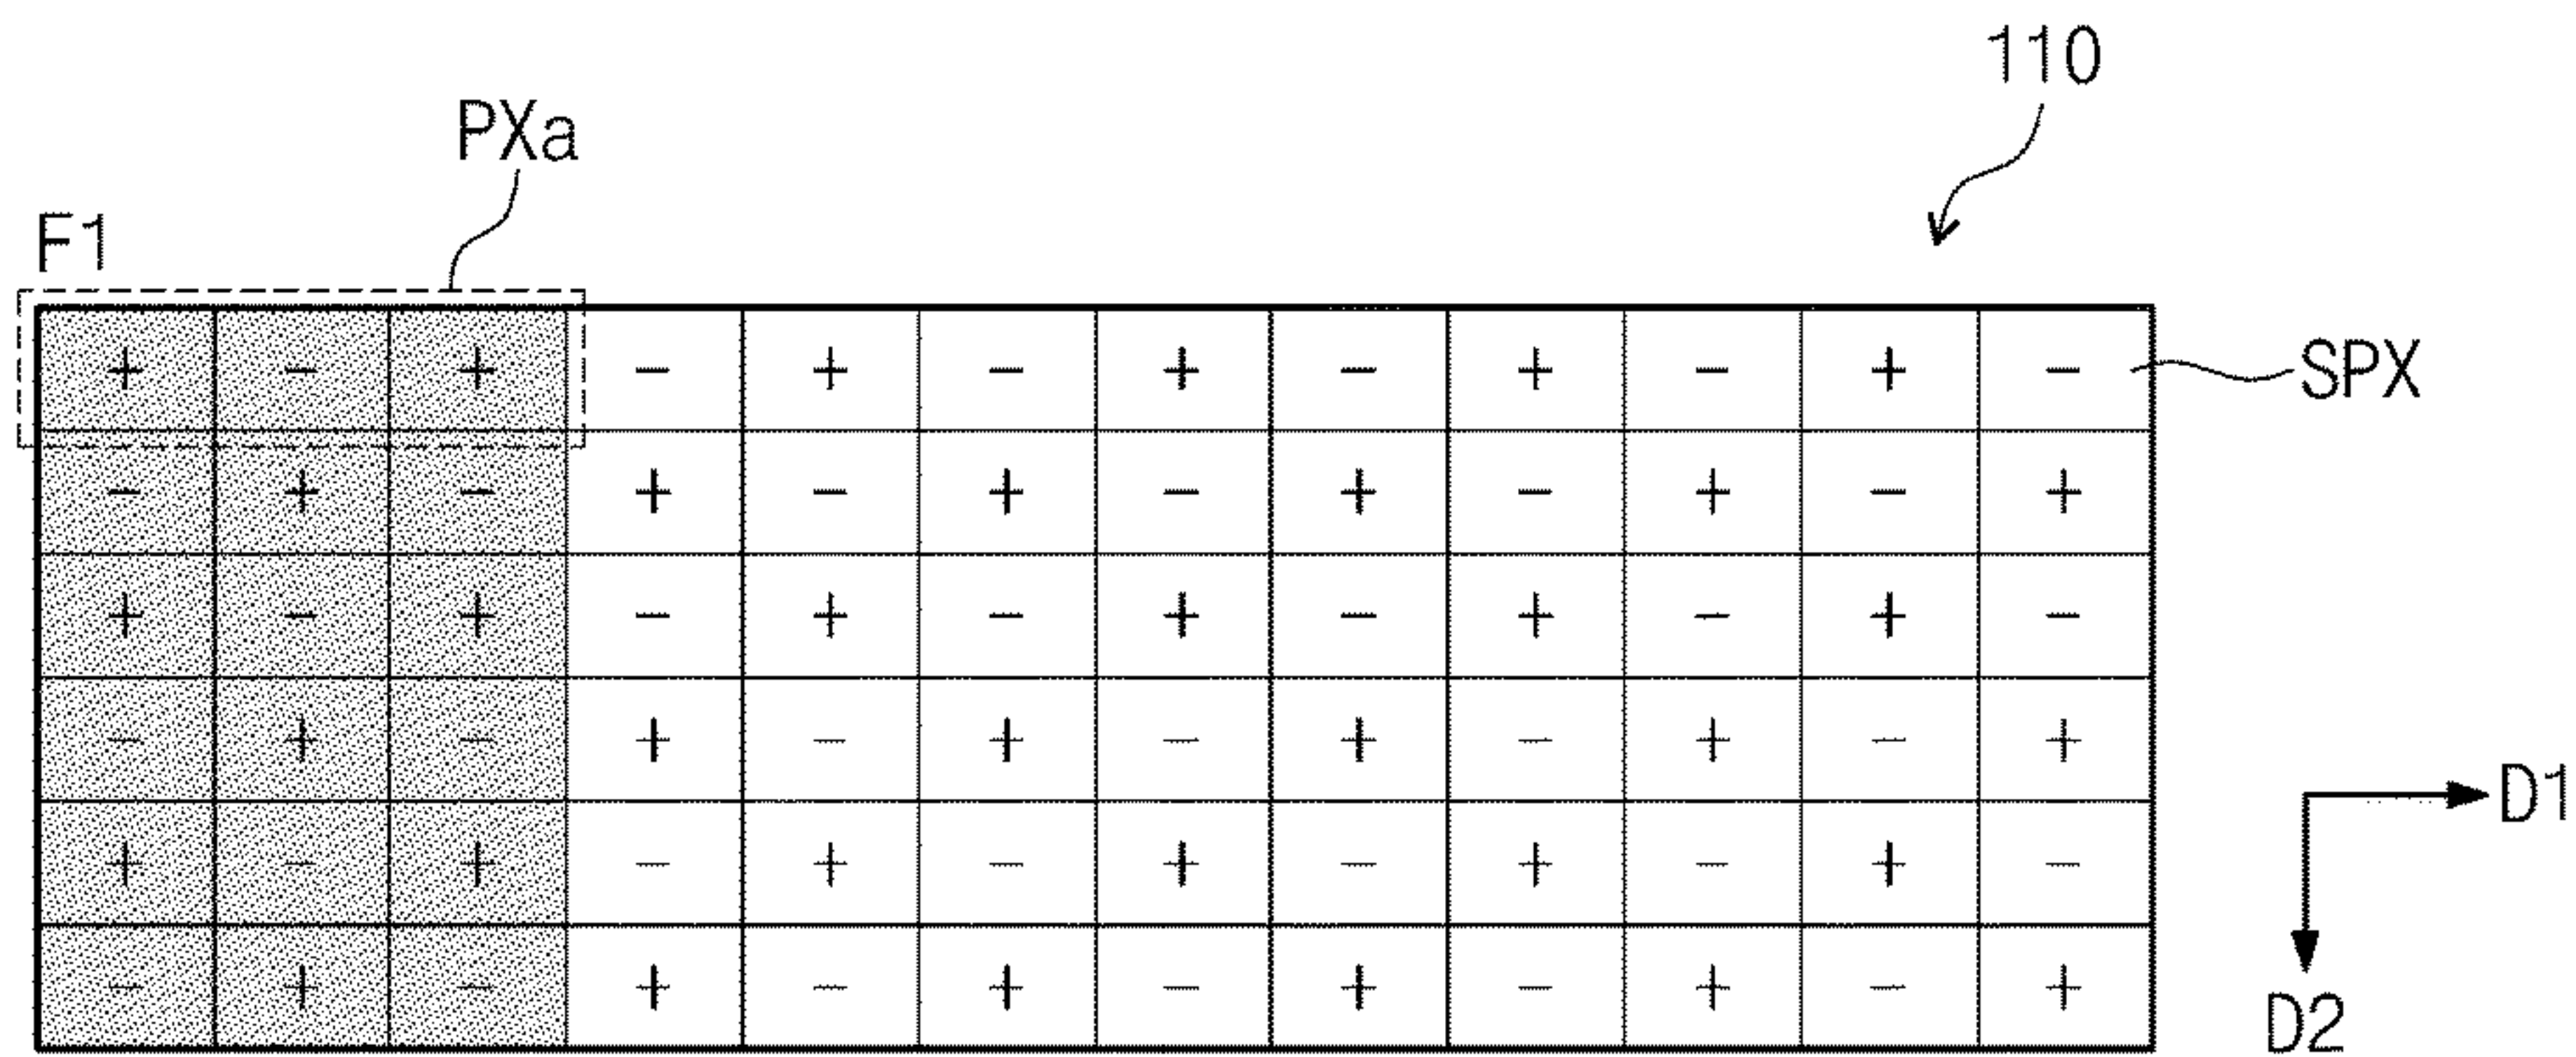 110
PXa
F1
+ − + − + − + − + − + −
SPX
− + − + − + − + − + − +
+ − + − + − + − + − + −
− + − + − + − + − + − +
D1
+ − + − + − + − + − + −
− + − + − + − + − + − +
D2